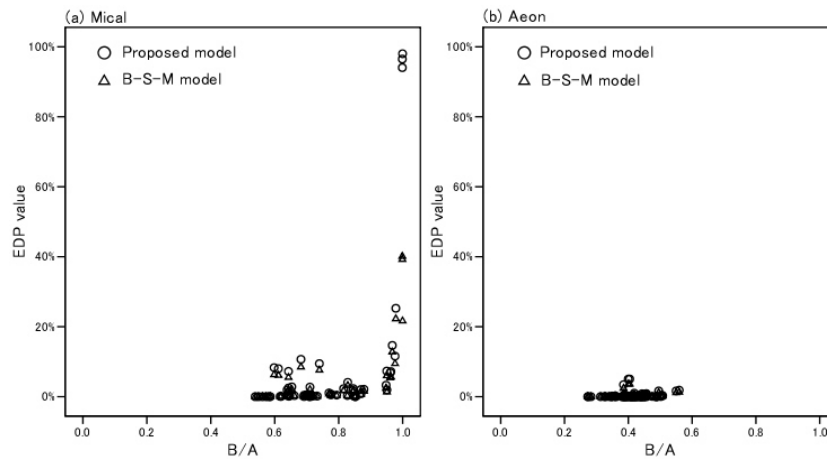 (a) Mical
Proposed model
B-S-M model
EDP value
100%
80%
60%
40%
20%
0%
0.0 0.2 0.4 0.6 0.8 1.0
B/A
(b) Aeon
Proposed model
B-S-M model
EDP value
100%
80%
60%
40%
20%
0%
0.0 0.2 0.4 0.6 0.8 1.0
B/A